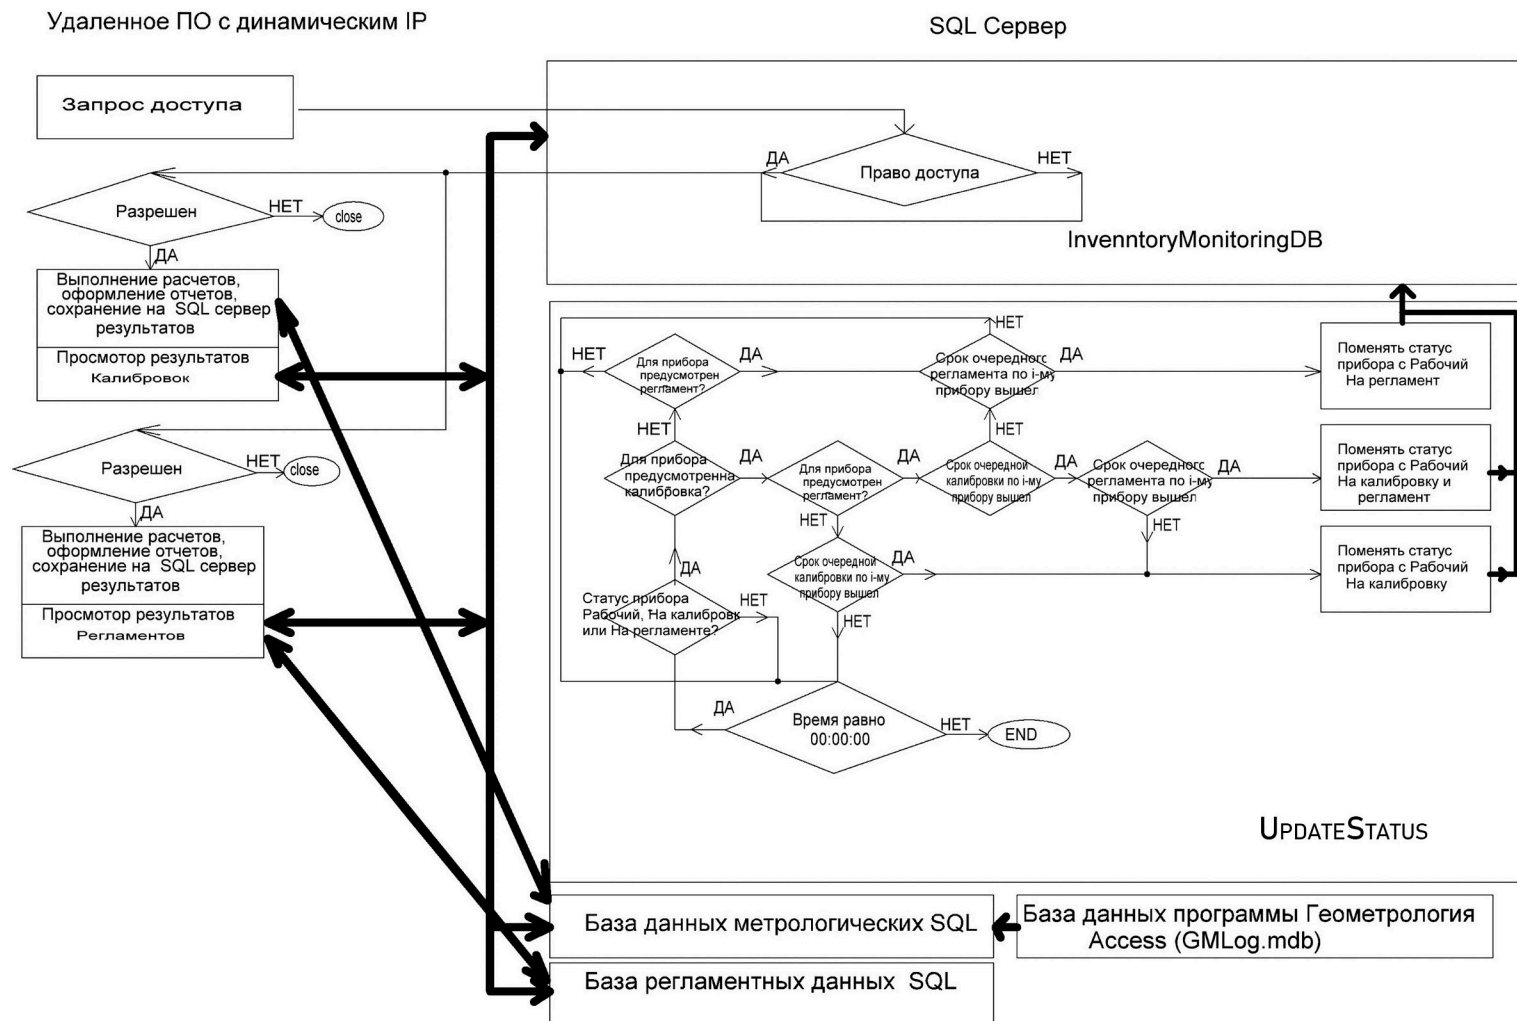 Удаленное ПО с динамическим IP
SQL Сервер
Запрос доступа
ДА
НЕТ
Право доступа
Разрешен
НЕТ
close
ДА
InvenntoryMonitoringDB
Выполнение расчетов,
оформление отчетов,
сохранение на SQL сервер
результатов
Просмотор результатов
Калибровок
Разрешен
НЕТ
close
ДА
Выполнение расчетов,
оформление отчетов,
сохранение на SQL сервер
результатов
Просмотор результатов
Регламентов
НЕТ
НЕТ
Для прибора
предусмотрен
регламент?
ДА
Срок очередногс
регламента по i-му
прибору вышел
ДА
Поменять статус
прибора с Рабочий
На регламент
НЕТ
НЕТ
Для прибора
предусмотренна
калибровка?
ДА
Для прибора
предусмотрен
регламент?
ДА
Срок очередной
калибровки по i-му
прибору вышел
ДА
Срок очередного
регламента по i-му
прибору вышел
ДА
Поменять статус
прибора с Рабочий
На калибровку и
регламент
НЕТ
НЕТ
ДА
Срок очередной
калибровки по i-му
прибору вышел
ДА
Поменять статус
прибора с Рабочий
На калибровку
Статус прибора
Рабочий, На калибровк
или На регламенте?
НЕТ
НЕТ
ДА
Время равно
00:00:00
НЕТ
END
UPDATESTATUS
База данных метрологических SQL
База данных программы Геометрология
Access (GMLog.mdb)
База регламентных данных SQL